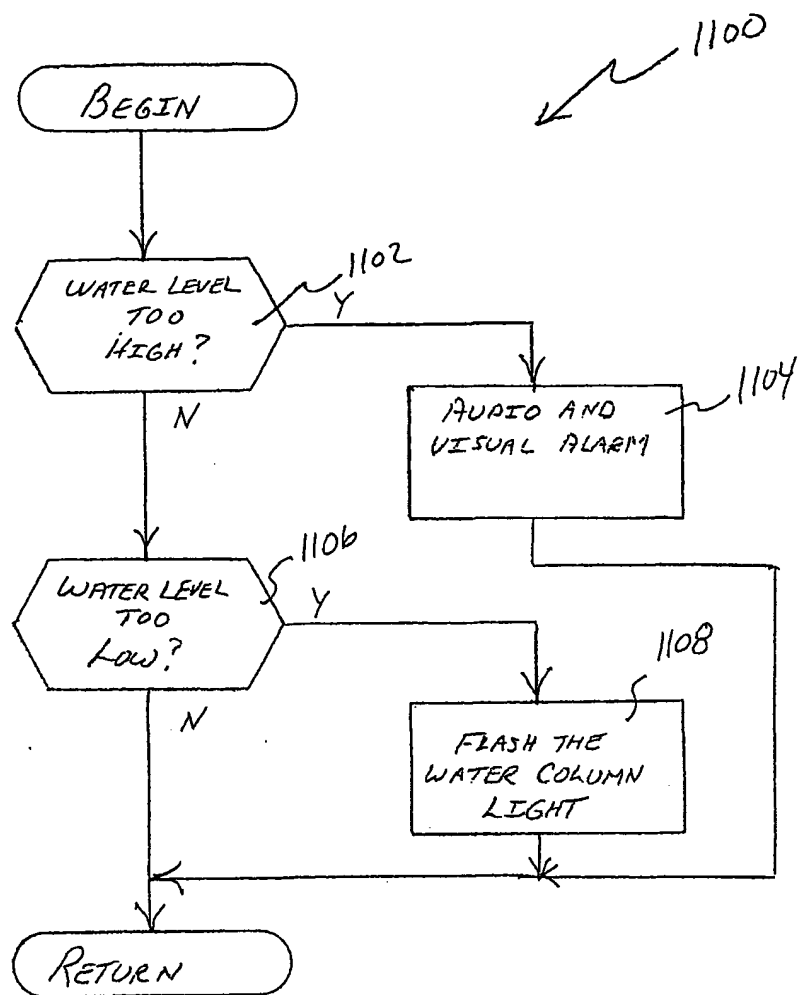 1100
BEGIN
WATER LEVEL
TOO
HIGH?
1102
Y
N
AUDIO AND
VISUAL ALARM
1104
WATER LEVEL
TOO
LOW?
1106
Y
N
FLASH THE
WATER COLUMN
LIGHT
1108
RETURN